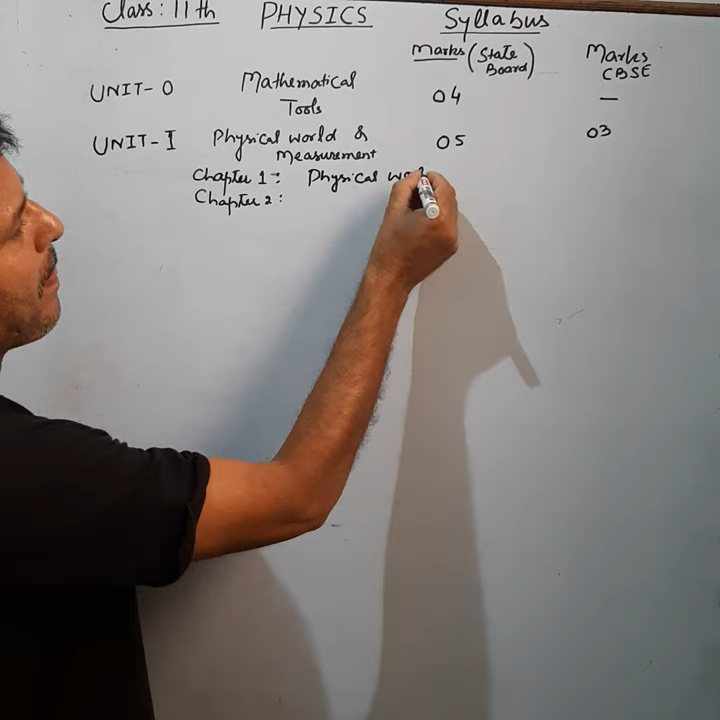 Class: 11th PHYSICS Syllabus
Marks (State Board) Marks CBSE
UNIT-0 Mathematical Tools 04 —
UNIT-I Physical world & Measurement 05 03
Chapter 1: Physical
Chapter 2: